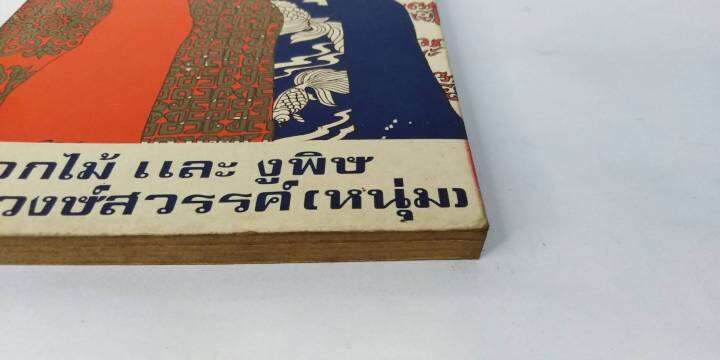 อกไม้ และ งูพิษ
วงษ์สวรรค์ (หนุ่ม)